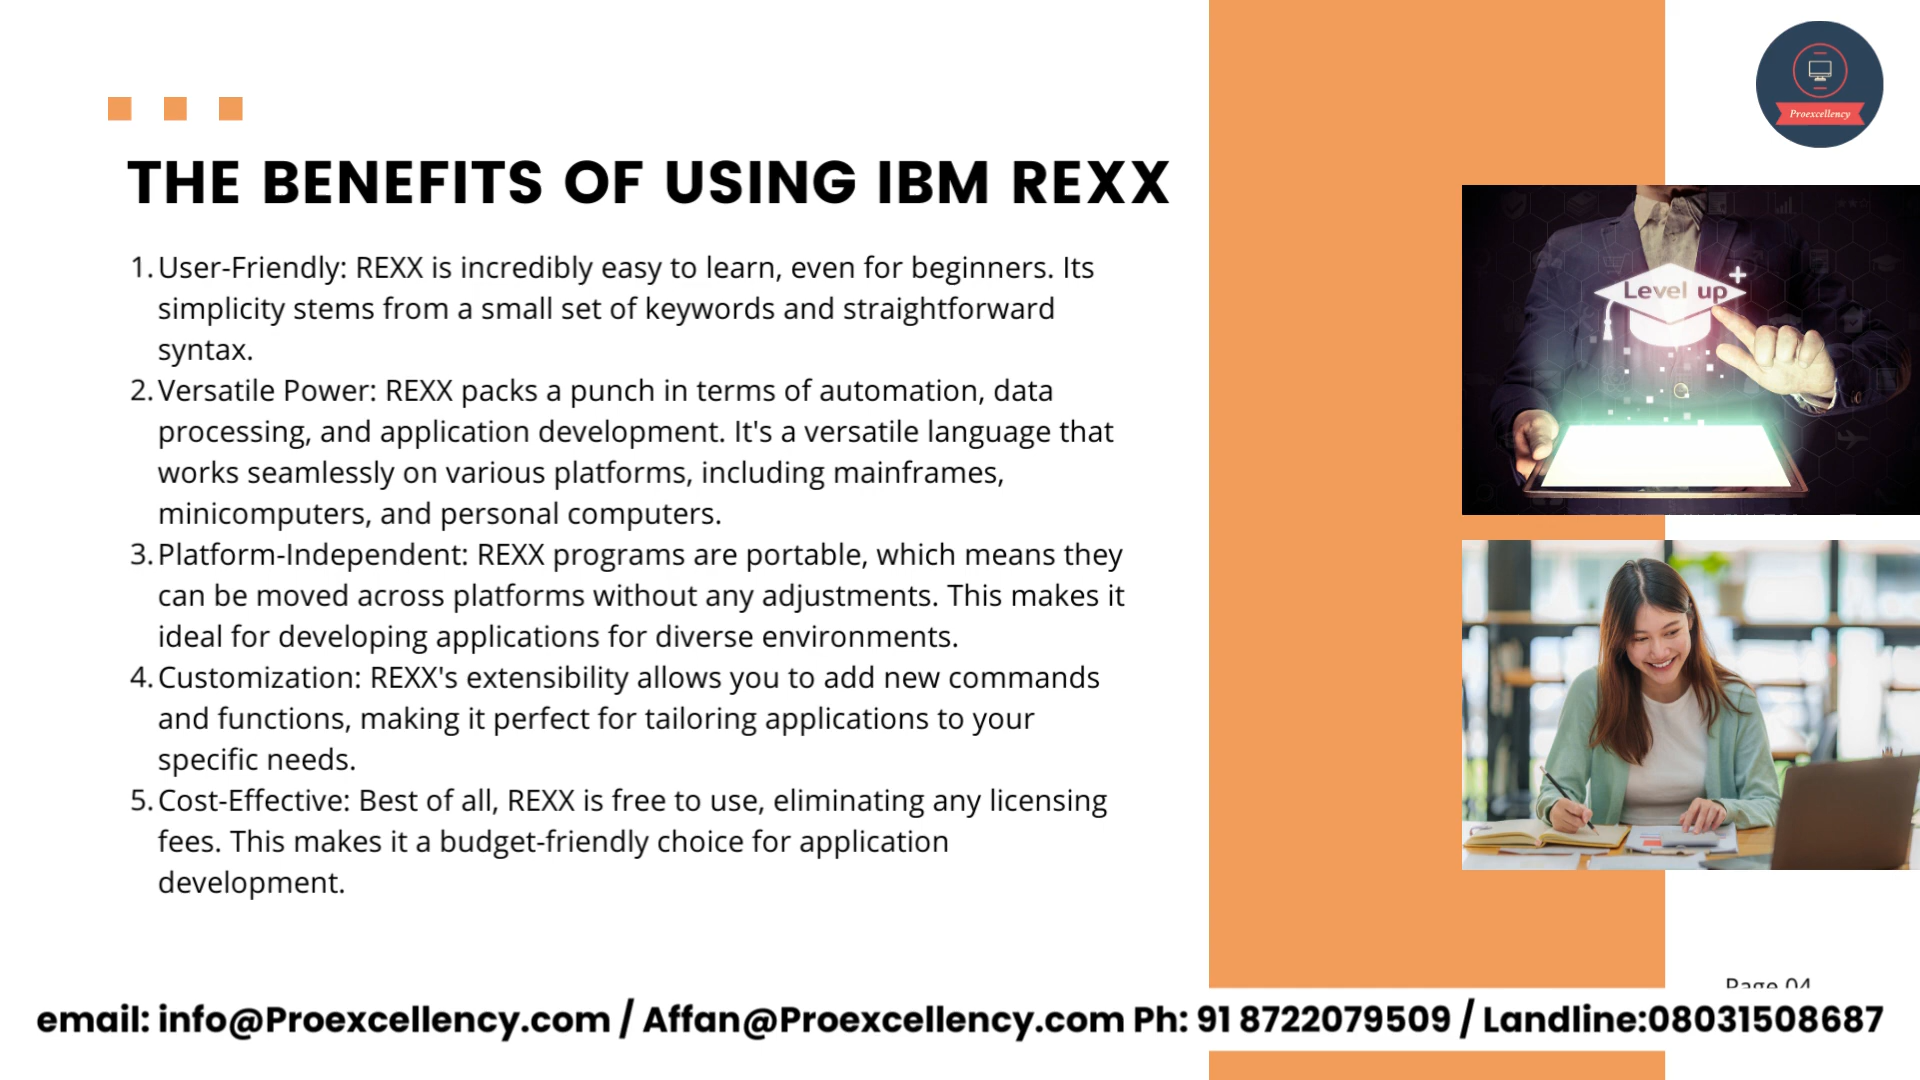 Proexcellency
THE BENEFITS OF USING IBM REXX
1. User-Friendly: REXX is incredibly easy to learn, even for beginners. Its
simplicity stems from a small set of keywords and straightforward
syntax.
2. Versatile Power: REXX packs a punch in terms of automation, data
processing, and application development. It's a versatile language that
works seamlessly on various platforms, including mainframes,
minicomputers, and personal computers.
3. Platform-Independent: REXX programs are portable, which means they
can be moved across platforms without any adjustments. This makes it
ideal for developing applications for diverse environments.
4. Customization: REXX's extensibility allows you to add new commands
and functions, making it perfect for tailoring applications to your
specific needs.
5. Cost-Effective: Best of all, REXX is free to use, eliminating any licensing
fees. This makes it a budget-friendly choice for application
development.
Level up
Page 04
email: info@Proexcellency.com / Affan@Proexcellency.com Ph: 91 8722079509 / Landline:08031508687